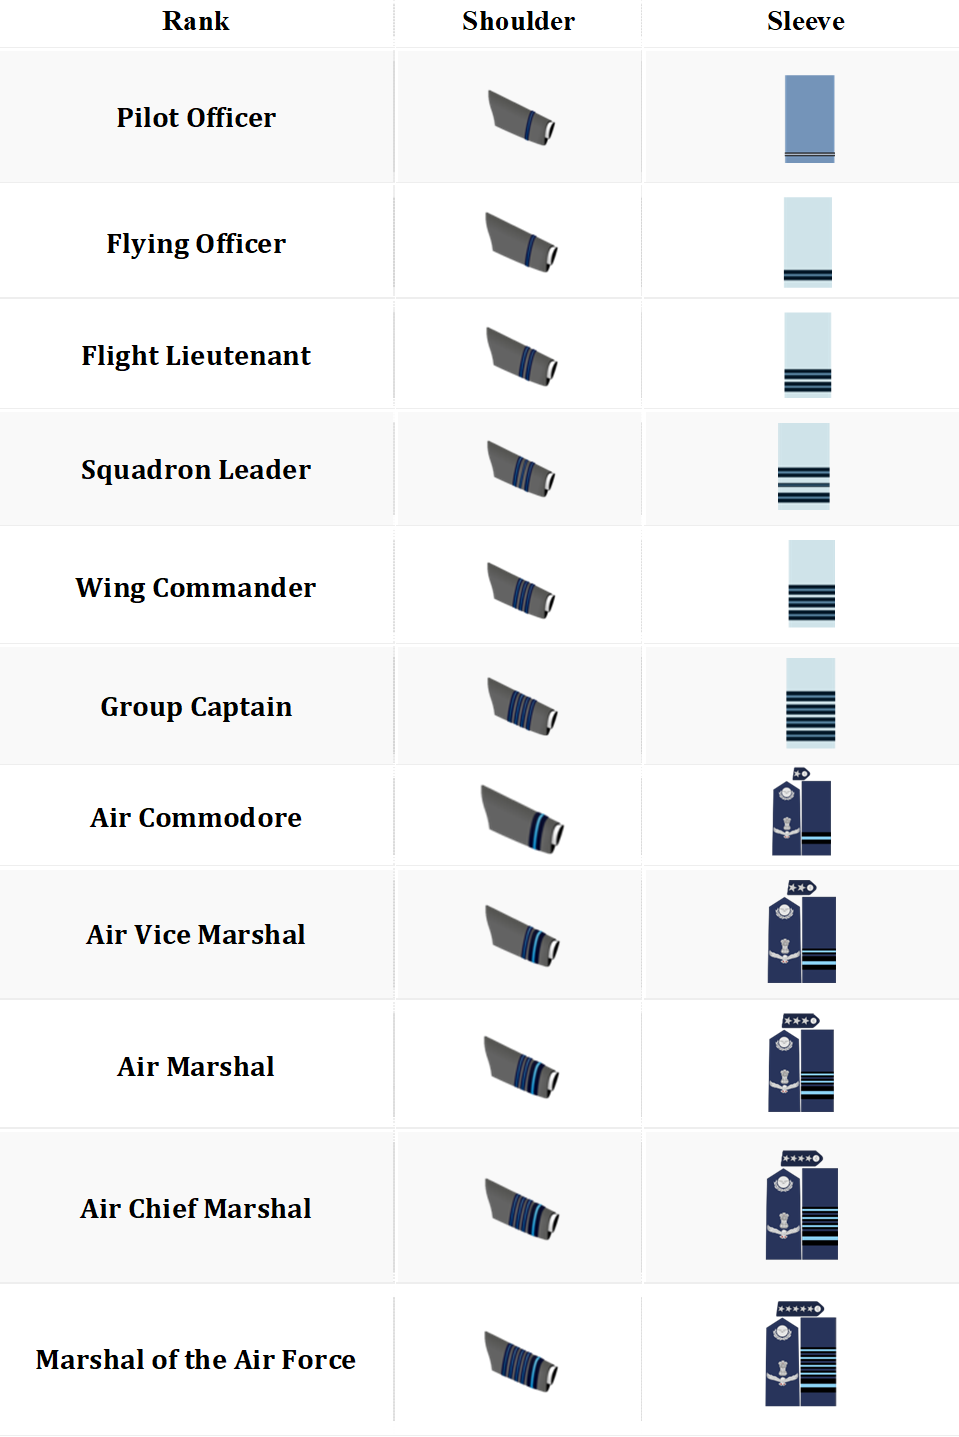 Rank Shoulder Sleeve
Pilot Officer
Flying Officer
Flight Lieutenant
Squadron Leader
Wing Commander
Group Captain
Air Commodore
Air Vice Marshal
Air Marshal
Air Chief Marshal
Marshal of the Air Force